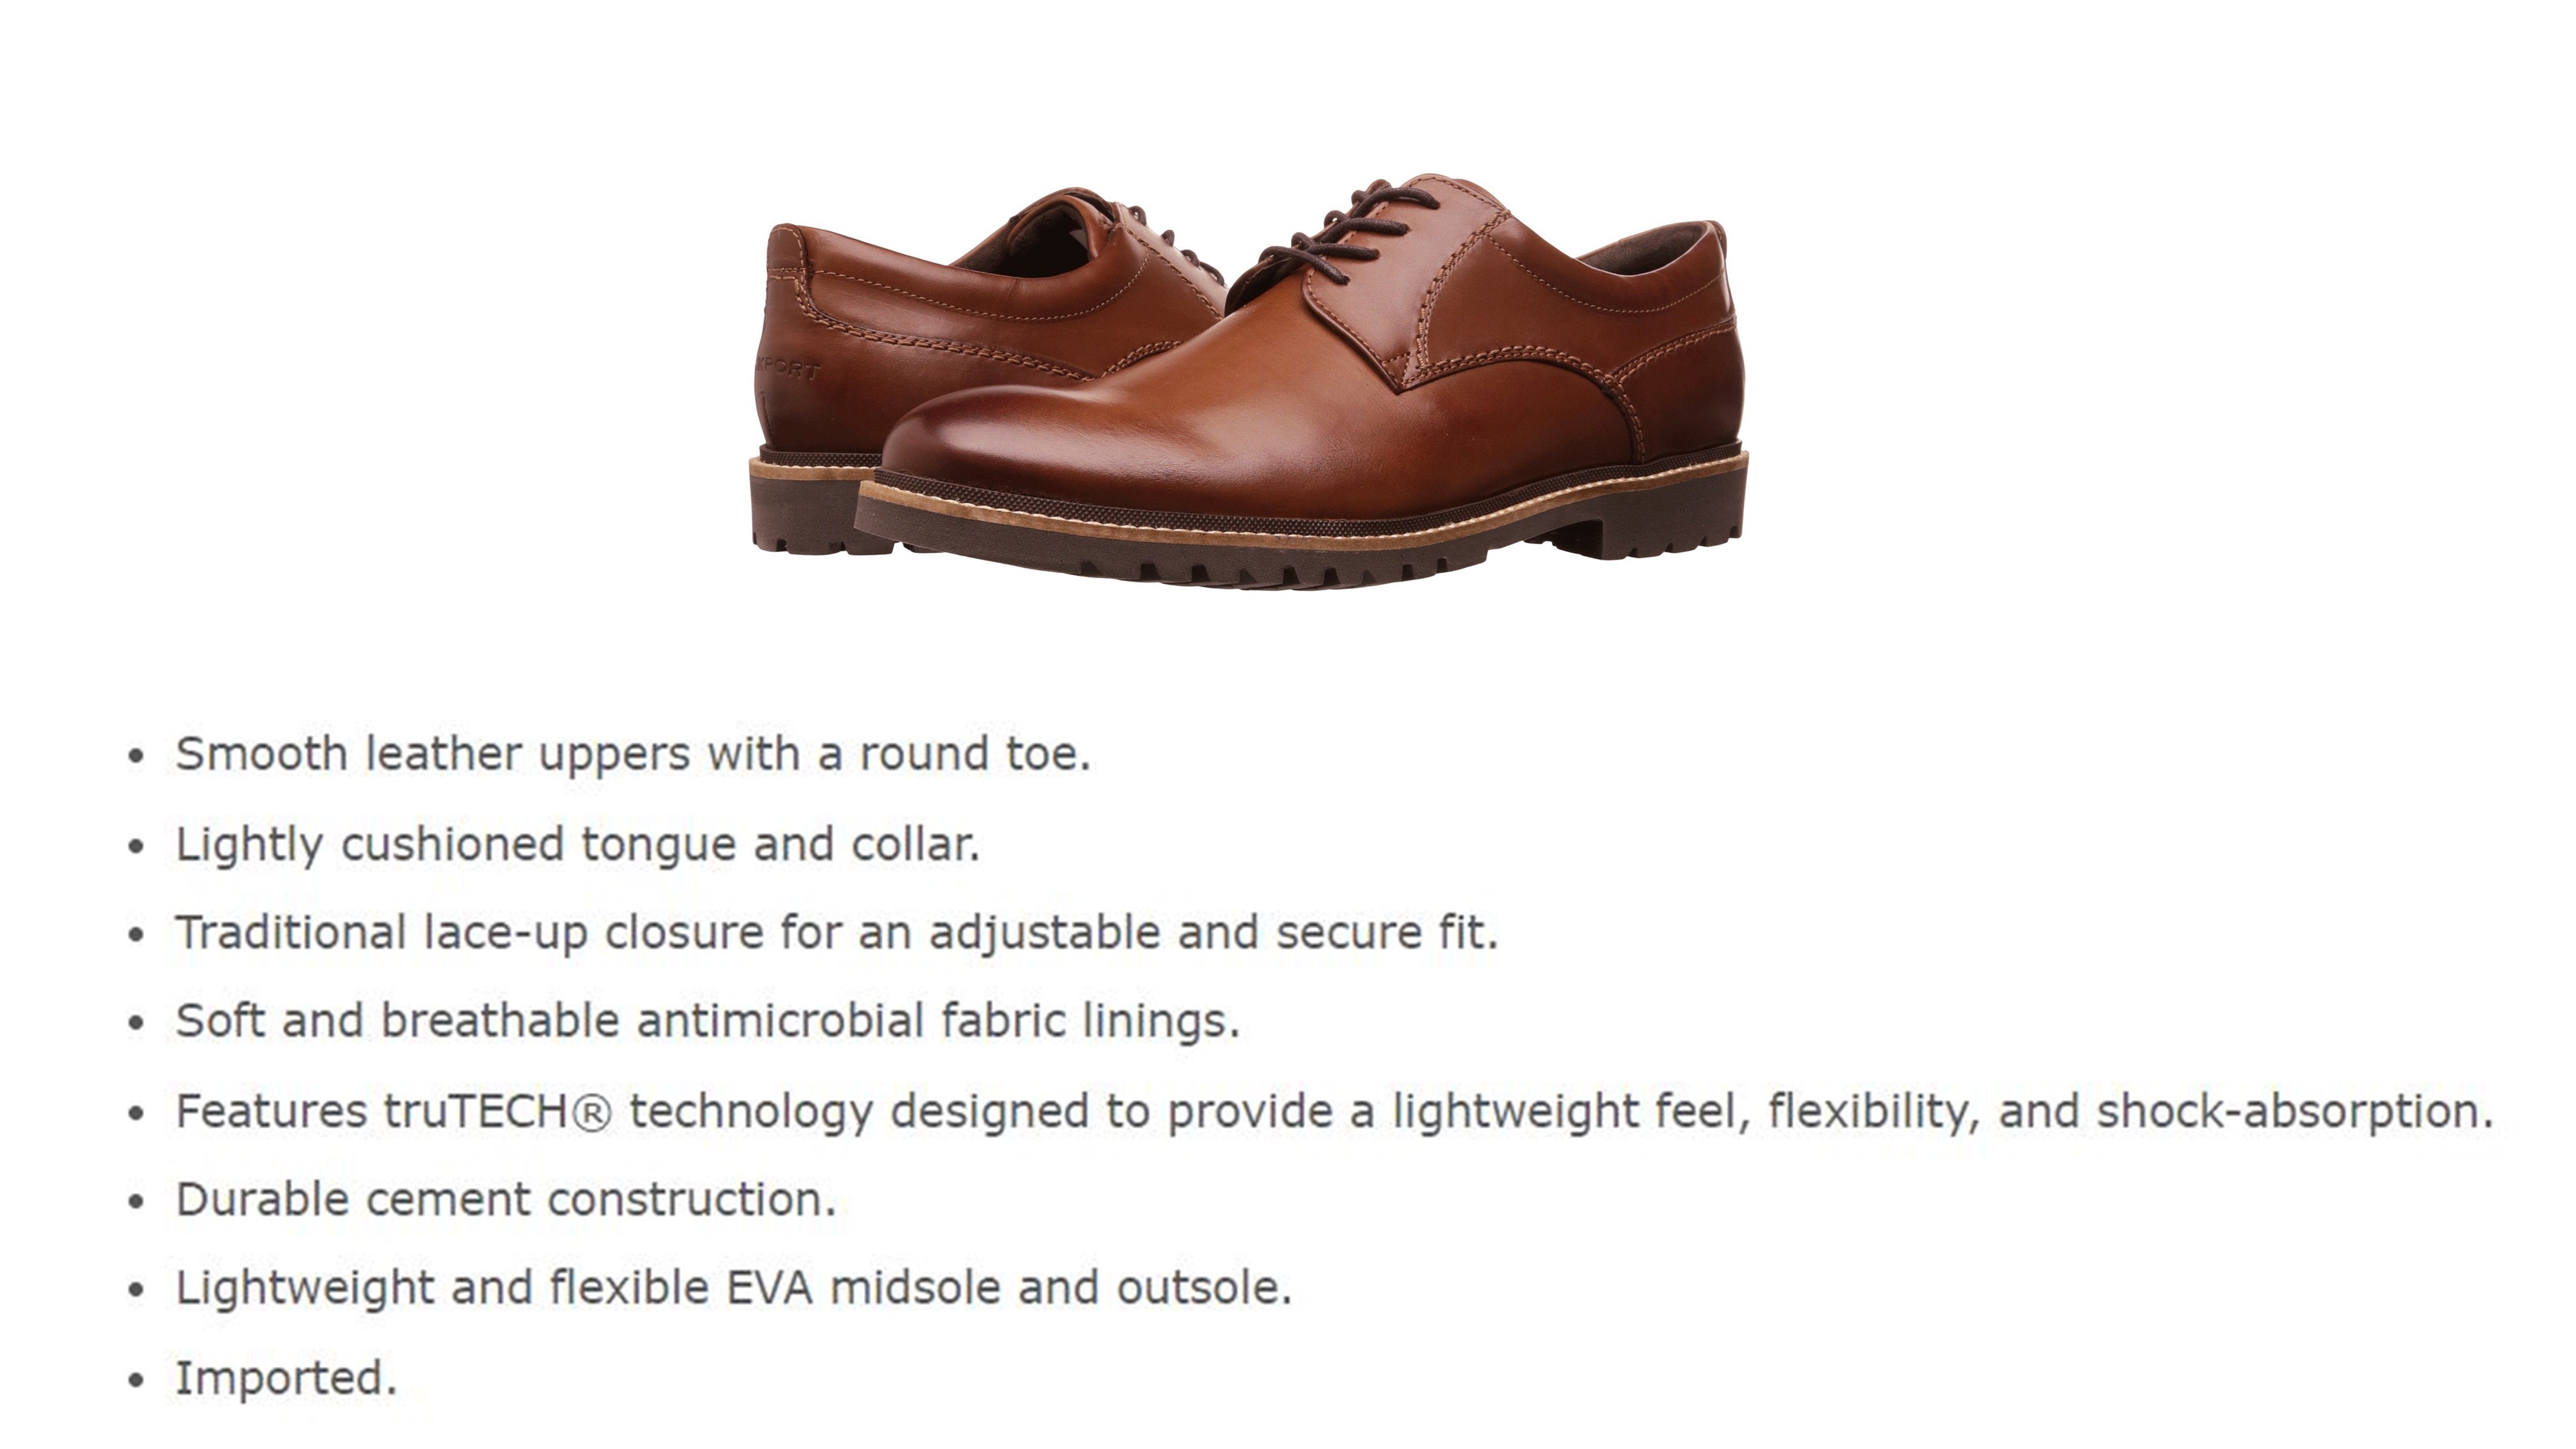 KPORT
• Smooth leather uppers with a round toe.
• Lightly cushioned tongue and collar.
• Traditional lace-up closure for an adjustable and secure fit.
• Soft and breathable antimicrobial fabric linings.
• Features truTECH® technology designed to provide a lightweight feel, flexibility, and shock-absorption.
• Durable cement construction.
• Lightweight and flexible EVA midsole and outsole.
• Imported.